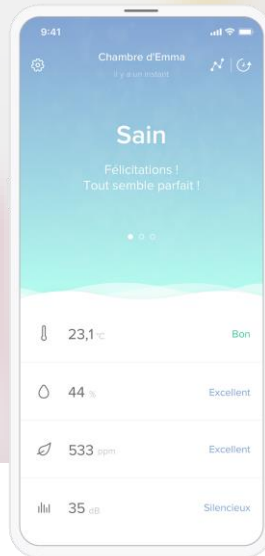 9:41
Chambre d'Emma
il y a un instant
Sain
Félicitations !
Tout semble parfait !
23,1 °C
Bon
44 %
Excellent
533 ppm
Excellent
35 dB
Silencieux